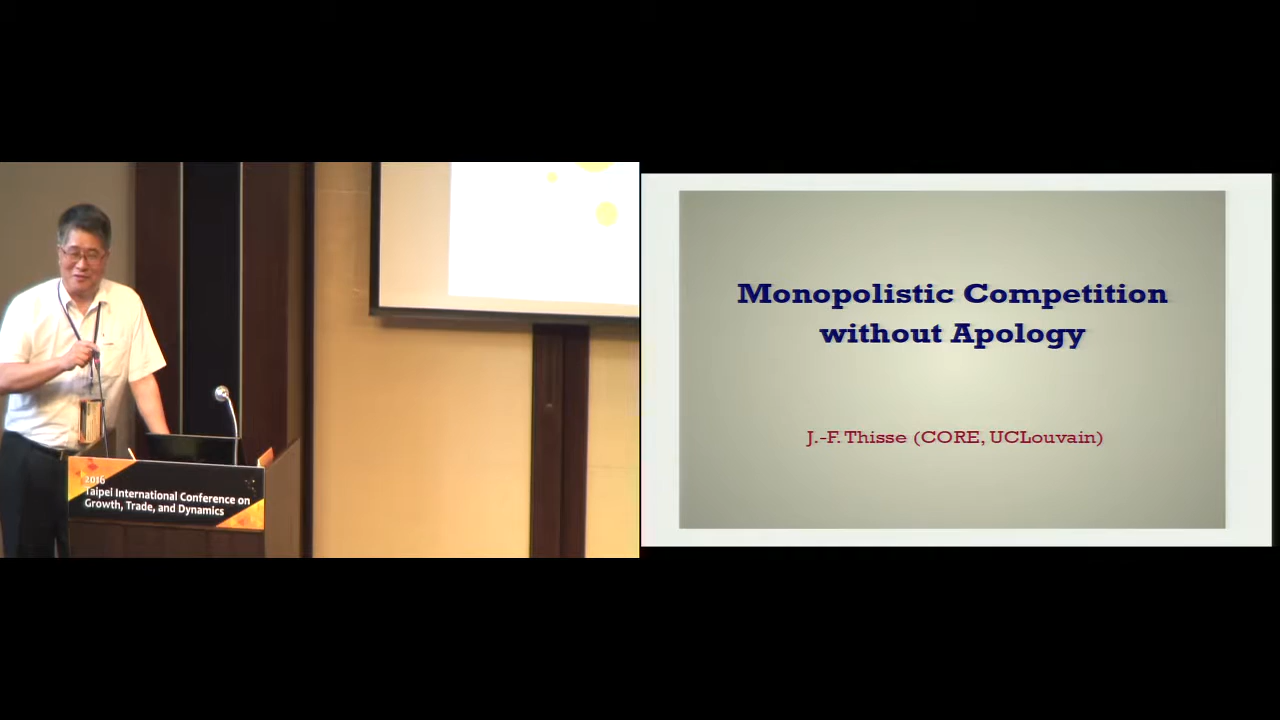 2016
Taipei International Conference on
Growth, Trade, and Dynamics
Monopolistic Competition
without Apology
J.-F. Thisse (CORE, UCLouvain)